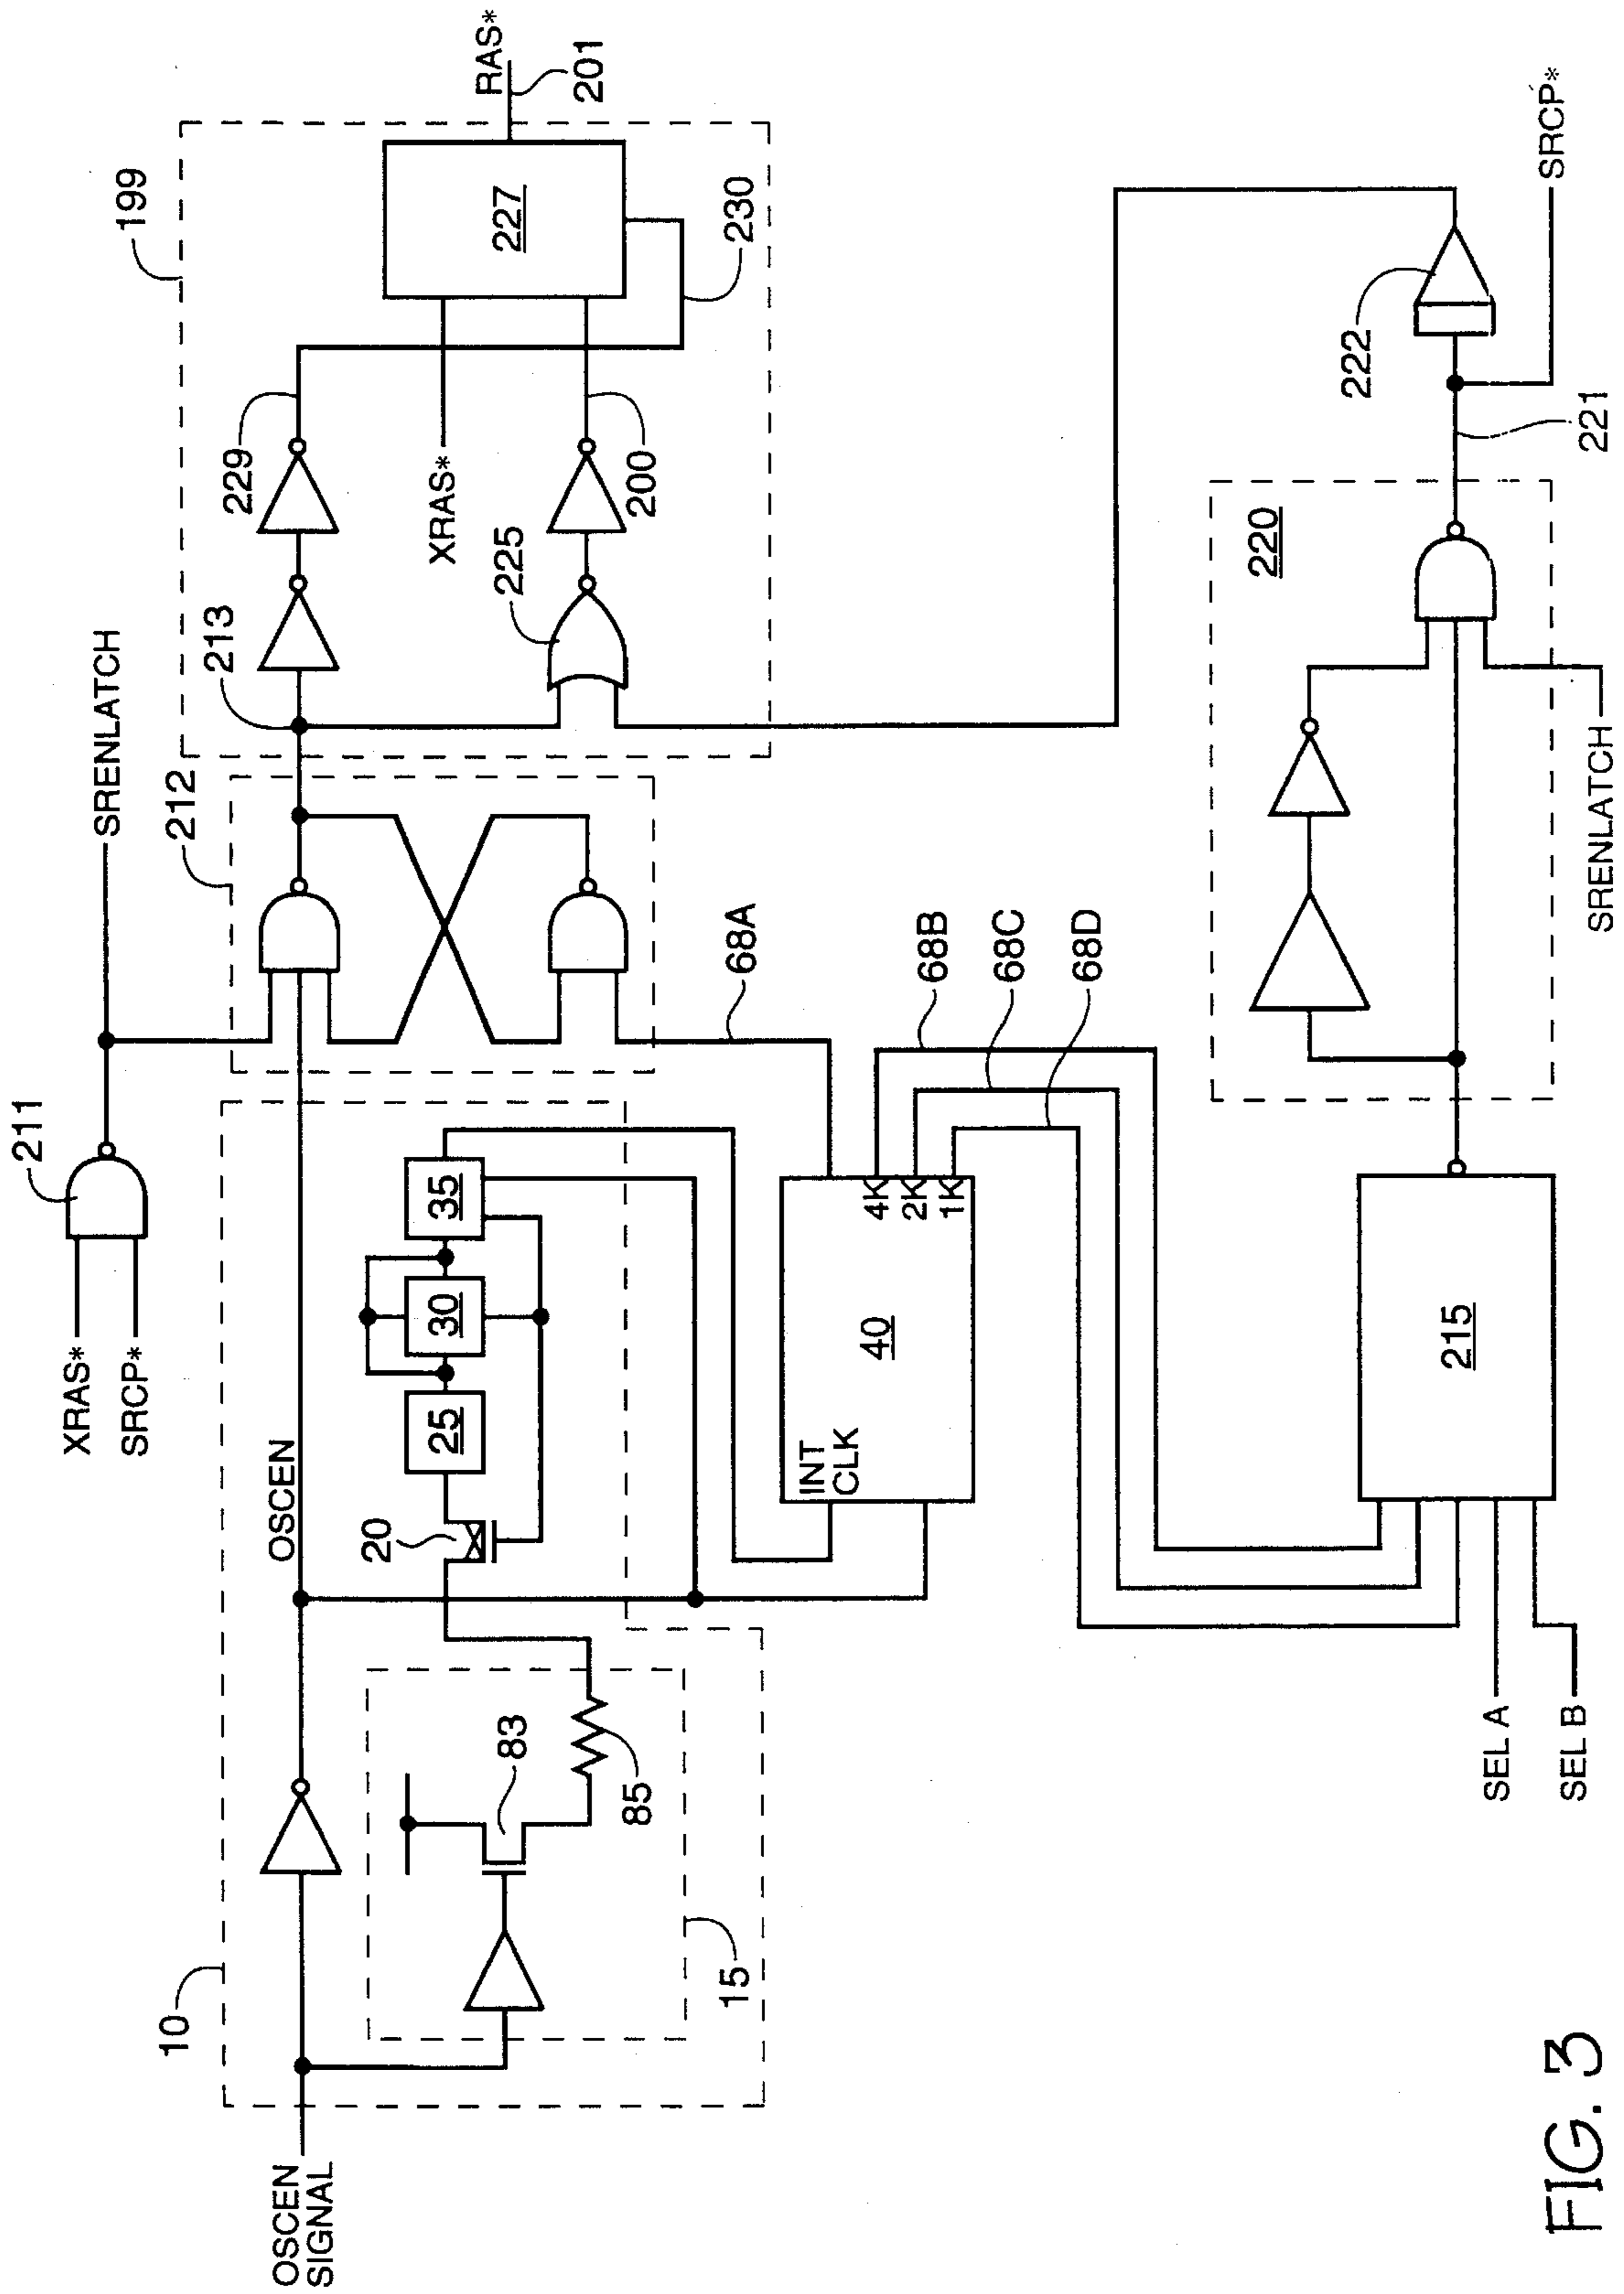 199
RAS*
201
227
230
229
XRAS*
200
225
213
SRENLATCH
212
211
XRAS*
SRCP*
68A
68B
68C
68D
OSCEN
20
25
30
35
INT
CLK
40
4K
2K
1K
10
OSCEN
SIGNAL
15
83
85
215
SEL A
SEL B
220
SRENLATCH
221
222
SRCP*
FIG. 3